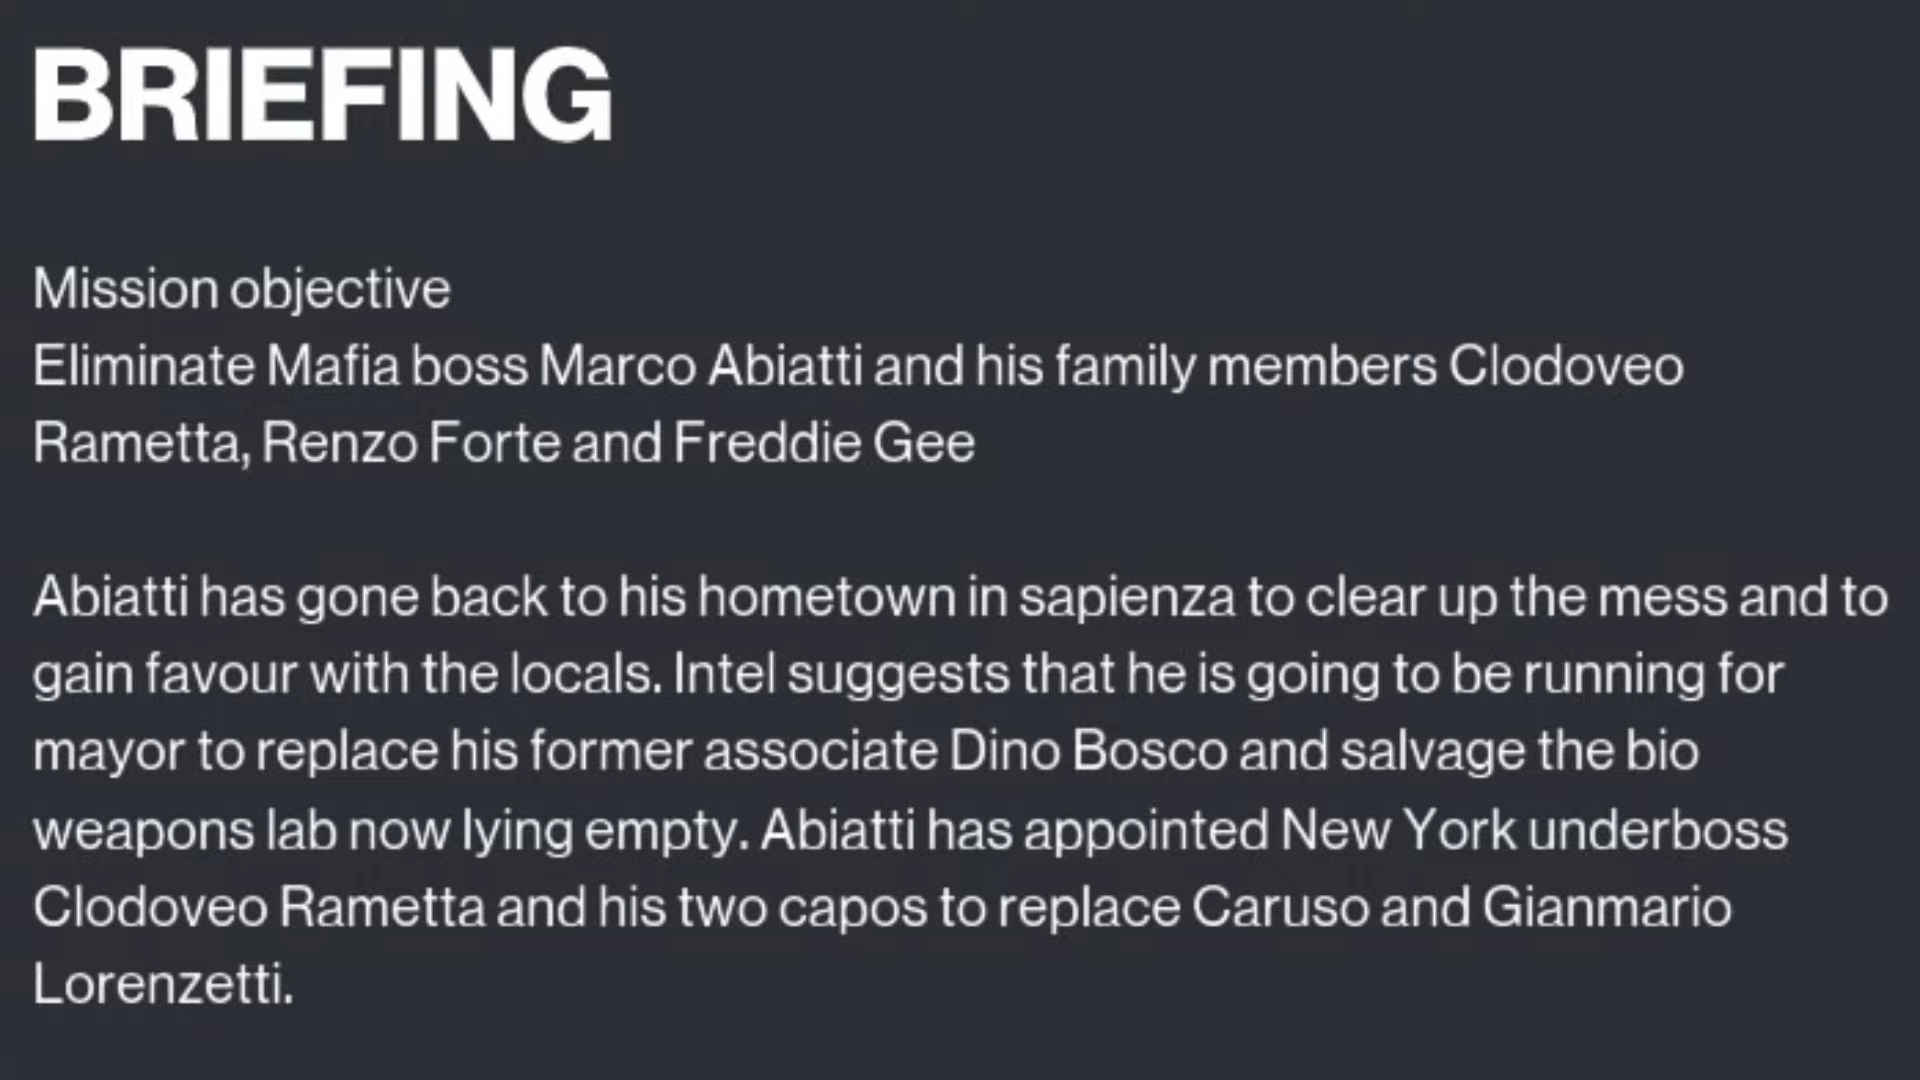 BRIEFING
Mission objective
Eliminate Mafia boss Marco Abiatti and his family members Clodoveo
Rametta, Renzo Forte and Freddie Gee
Abiatti has gone back to his hometown in sapienza to clear up the mess and to
gain favour with the locals. Intel suggests that he is going to be running for
mayor to replace his former associate Dino Bosco and salvage the bio
weapons lab now lying empty. Abiatti has appointed New York underboss
Clodoveo Rametta and his two capos to replace Caruso and Gianmario
Lorenzetti.